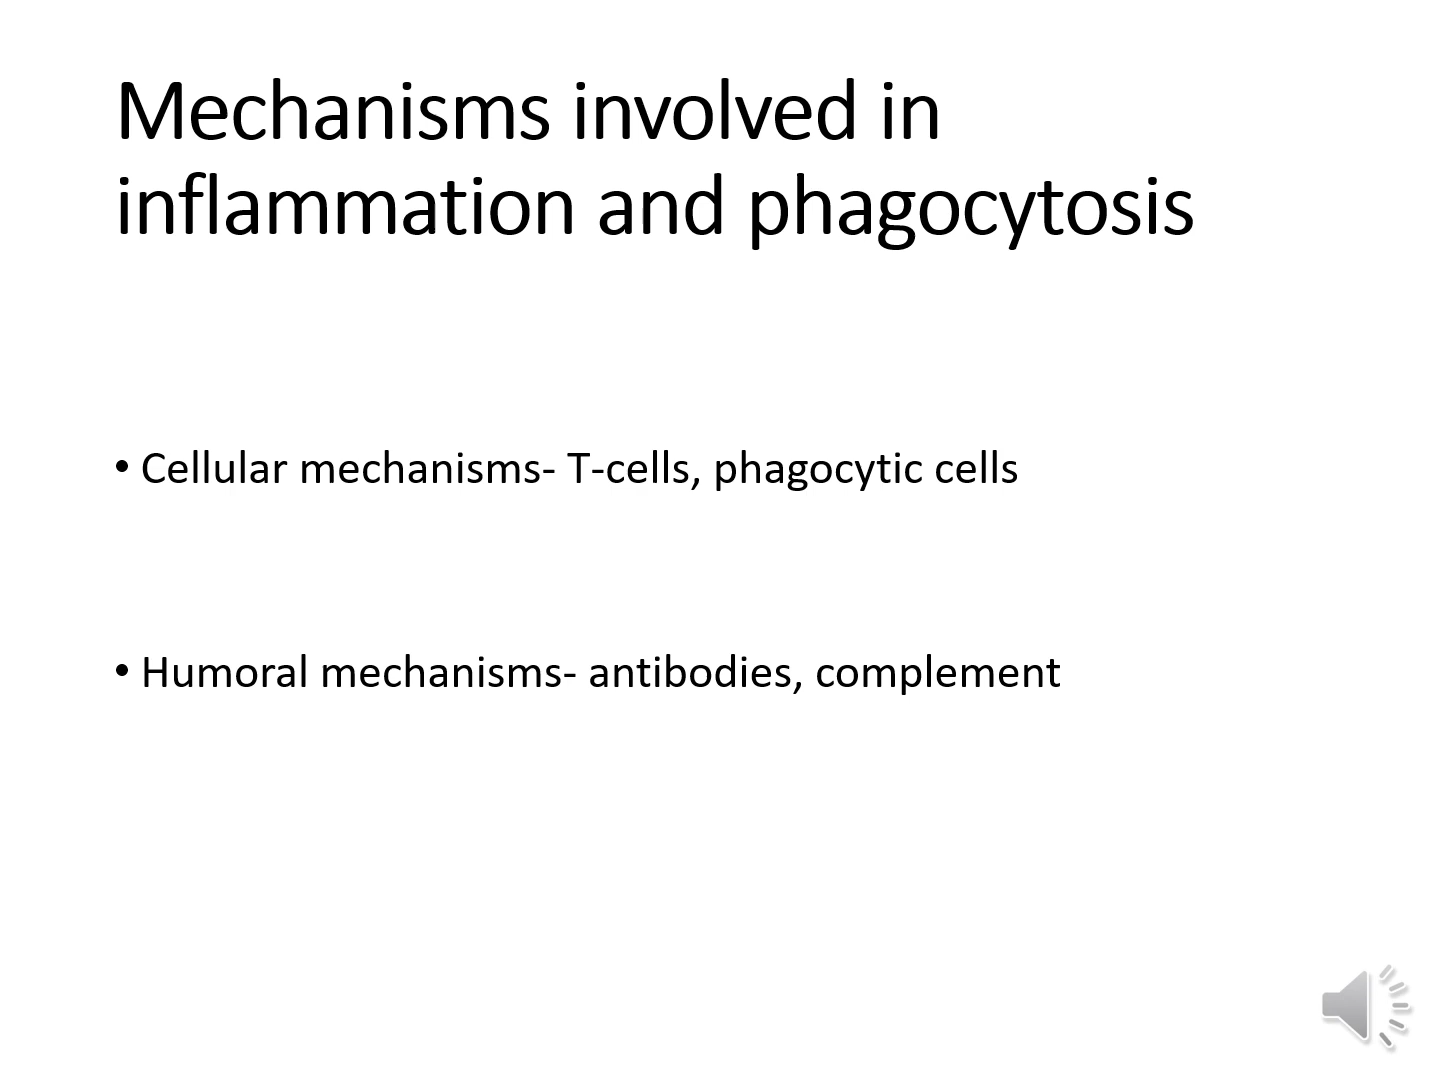 Mechanisms involved in
inflammation and phagocytosis
• Cellular mechanisms- T-cells, phagocytic cells
• Humoral mechanisms- antibodies, complement